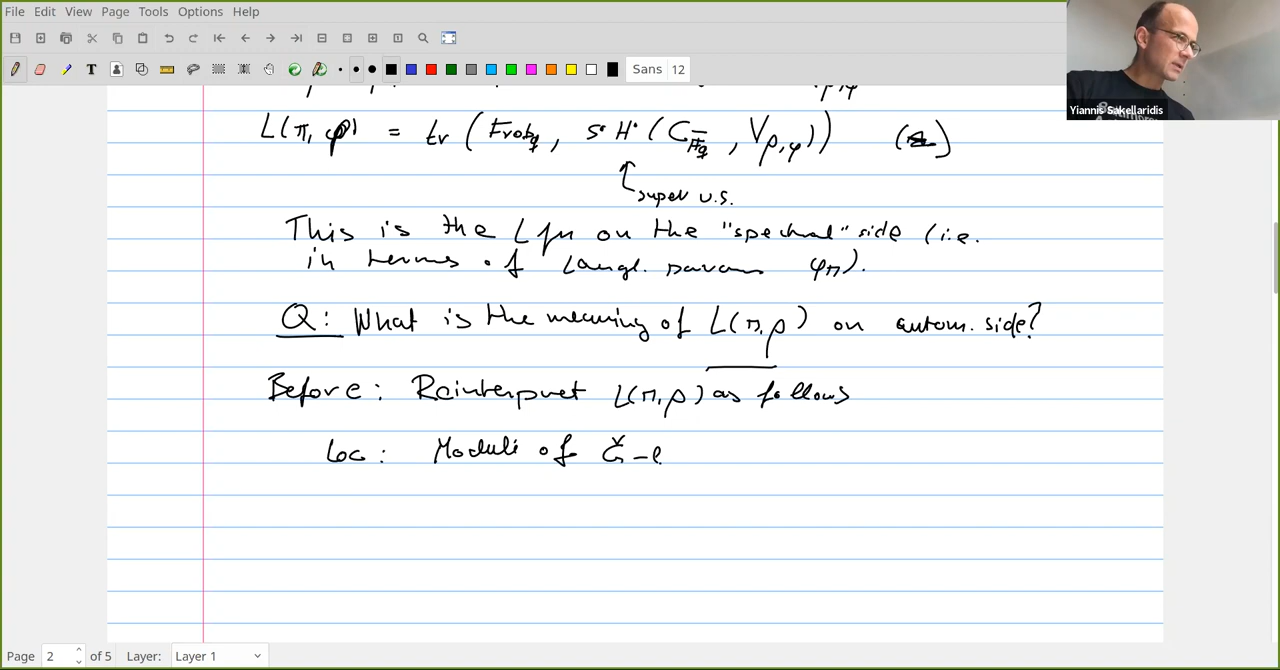 File Edit View Page Tools Options Help
Sans 12
Yiannis Sakellaridis
L(π, φ) = tr ( Frob_q , S• H• ( C_{\bar{F}_q} , V_{ρ,φ} ) )
super v.s.
This is the L fn on the "spectral" side (i.e.
in terms of Langl. params φ_π).
Q: What is the meaning of L(π, ρ) on autom. side?
Before: Reinterpret L(π, ρ) as follows
Loc: Moduli of Ǧ - l
Page 2 of 5 Layer: Layer 1